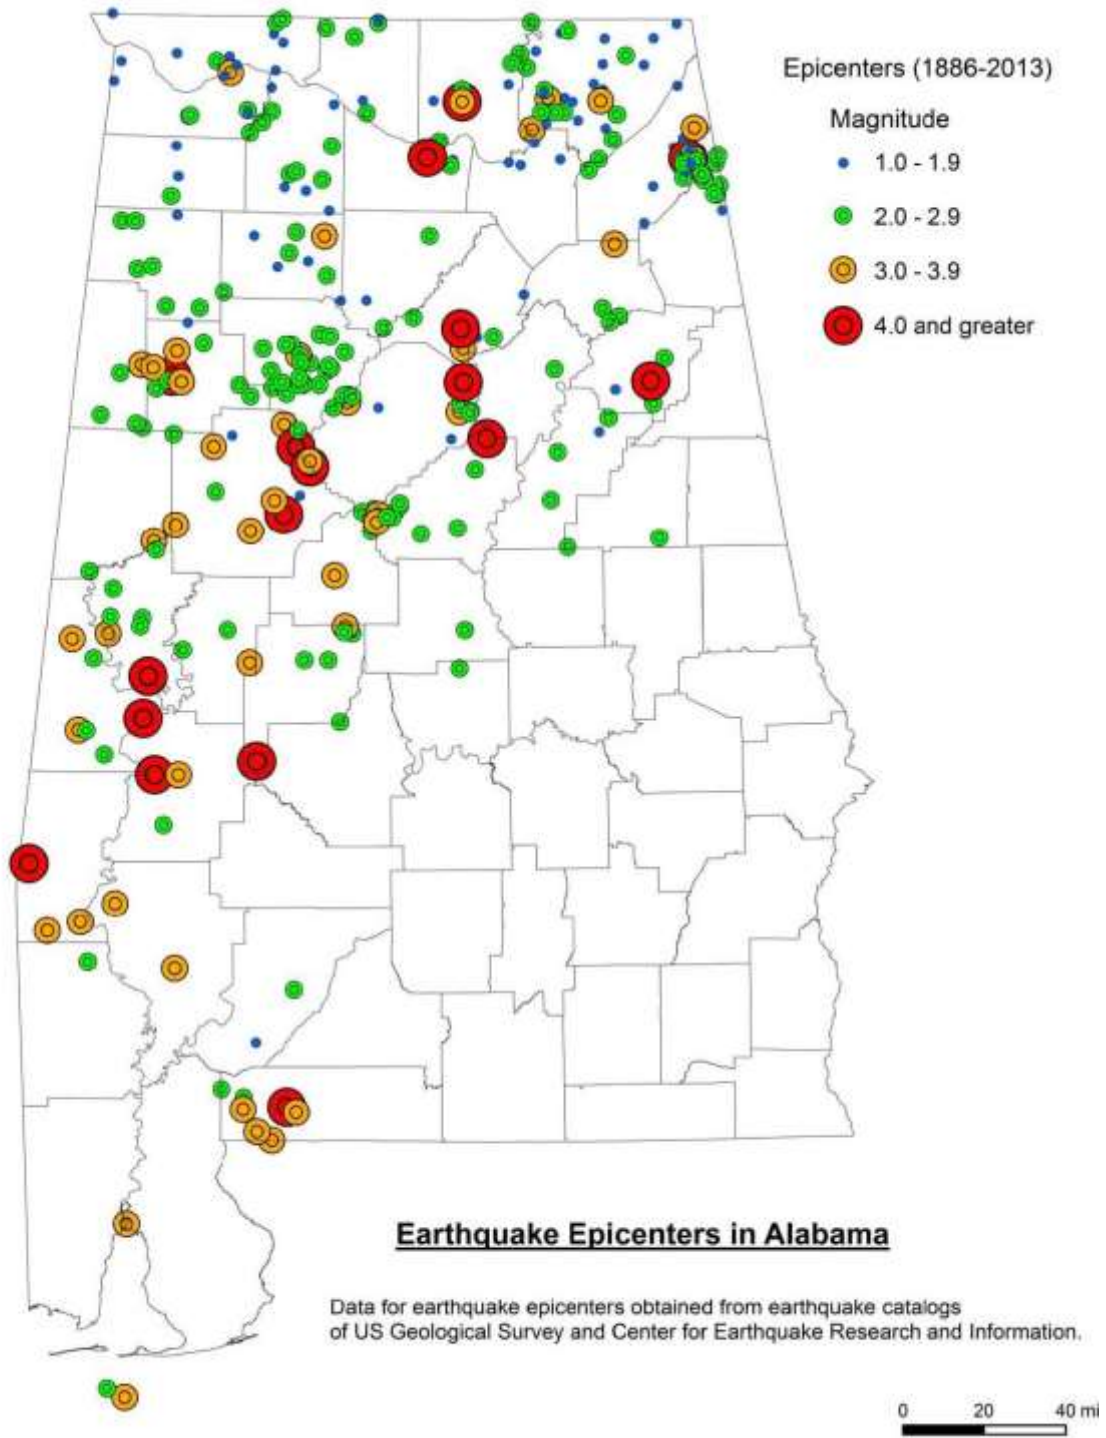 Epicenters (1886-2013)
Magnitude
1.0 - 1.9
2.0 - 2.9
3.0 - 3.9
4.0 and greater
Earthquake Epicenters in Alabama
Data for earthquake epicenters obtained from earthquake catalogs
of US Geological Survey and Center for Earthquake Research and Information.
0 20 40 mi